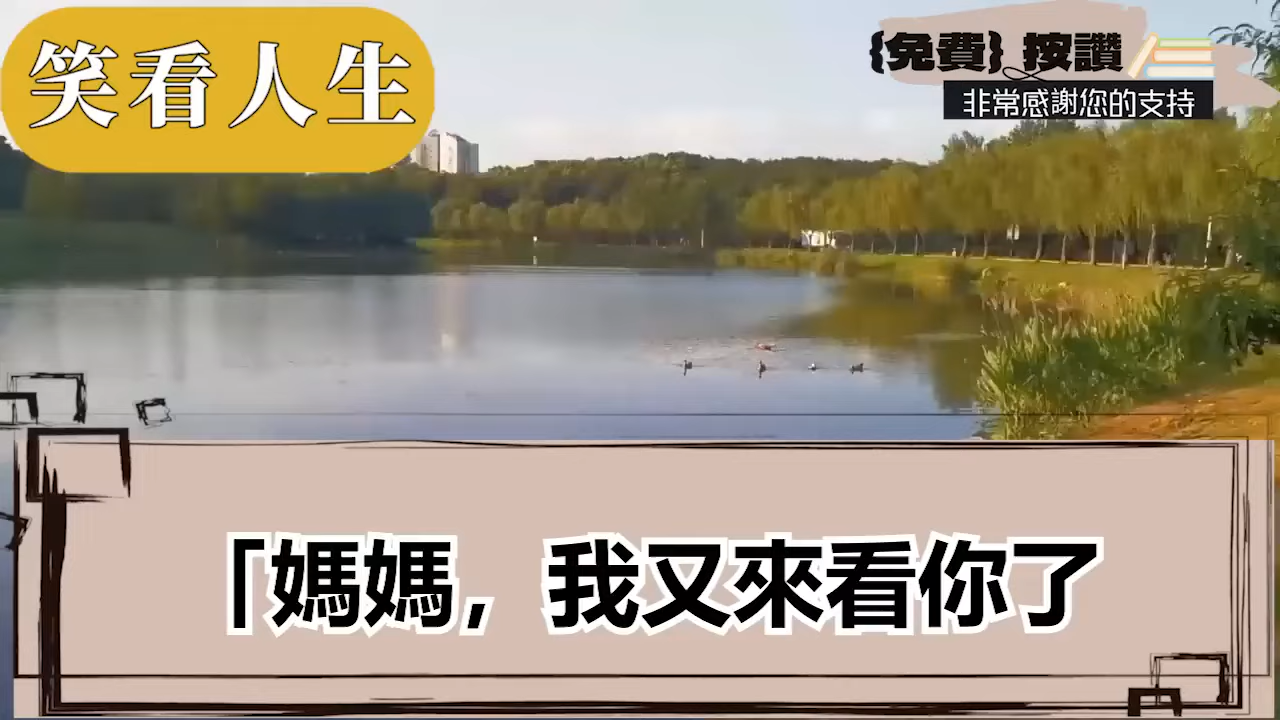 笑看人生
{免費} 按讚
非常感謝您的支持
「媽媽，我又來看你了